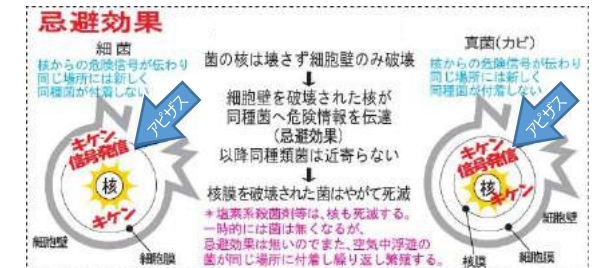 忌避効果
細菌
核からの危険信号が伝わり
同じ場所には新しく
同種菌が付着しない
アピサス
キケン
信号発信
核
キケン
細胞壁
細胞膜
菌の核は壊さず細胞壁のみ破壊
↓
細胞壁を破壊された核が
同種菌へ危険情報を伝達
(忌避効果)
以降同種類菌は近寄らない
↓
核膜を破壊された菌はやがて死滅
*塩素系殺菌剤等は、核も死滅する。
一時的には菌は無くなるが、
忌避効果は無いのでまた、空気中浮遊の
菌が同じ場所に付着し繰り返し繁殖する。
真菌(カビ)
核からの危険信号が伝わり
同じ場所には新しく
同種菌が付着しない
アピサス
キケン
信号発信
核
キケン
細胞壁
核膜
細胞膜